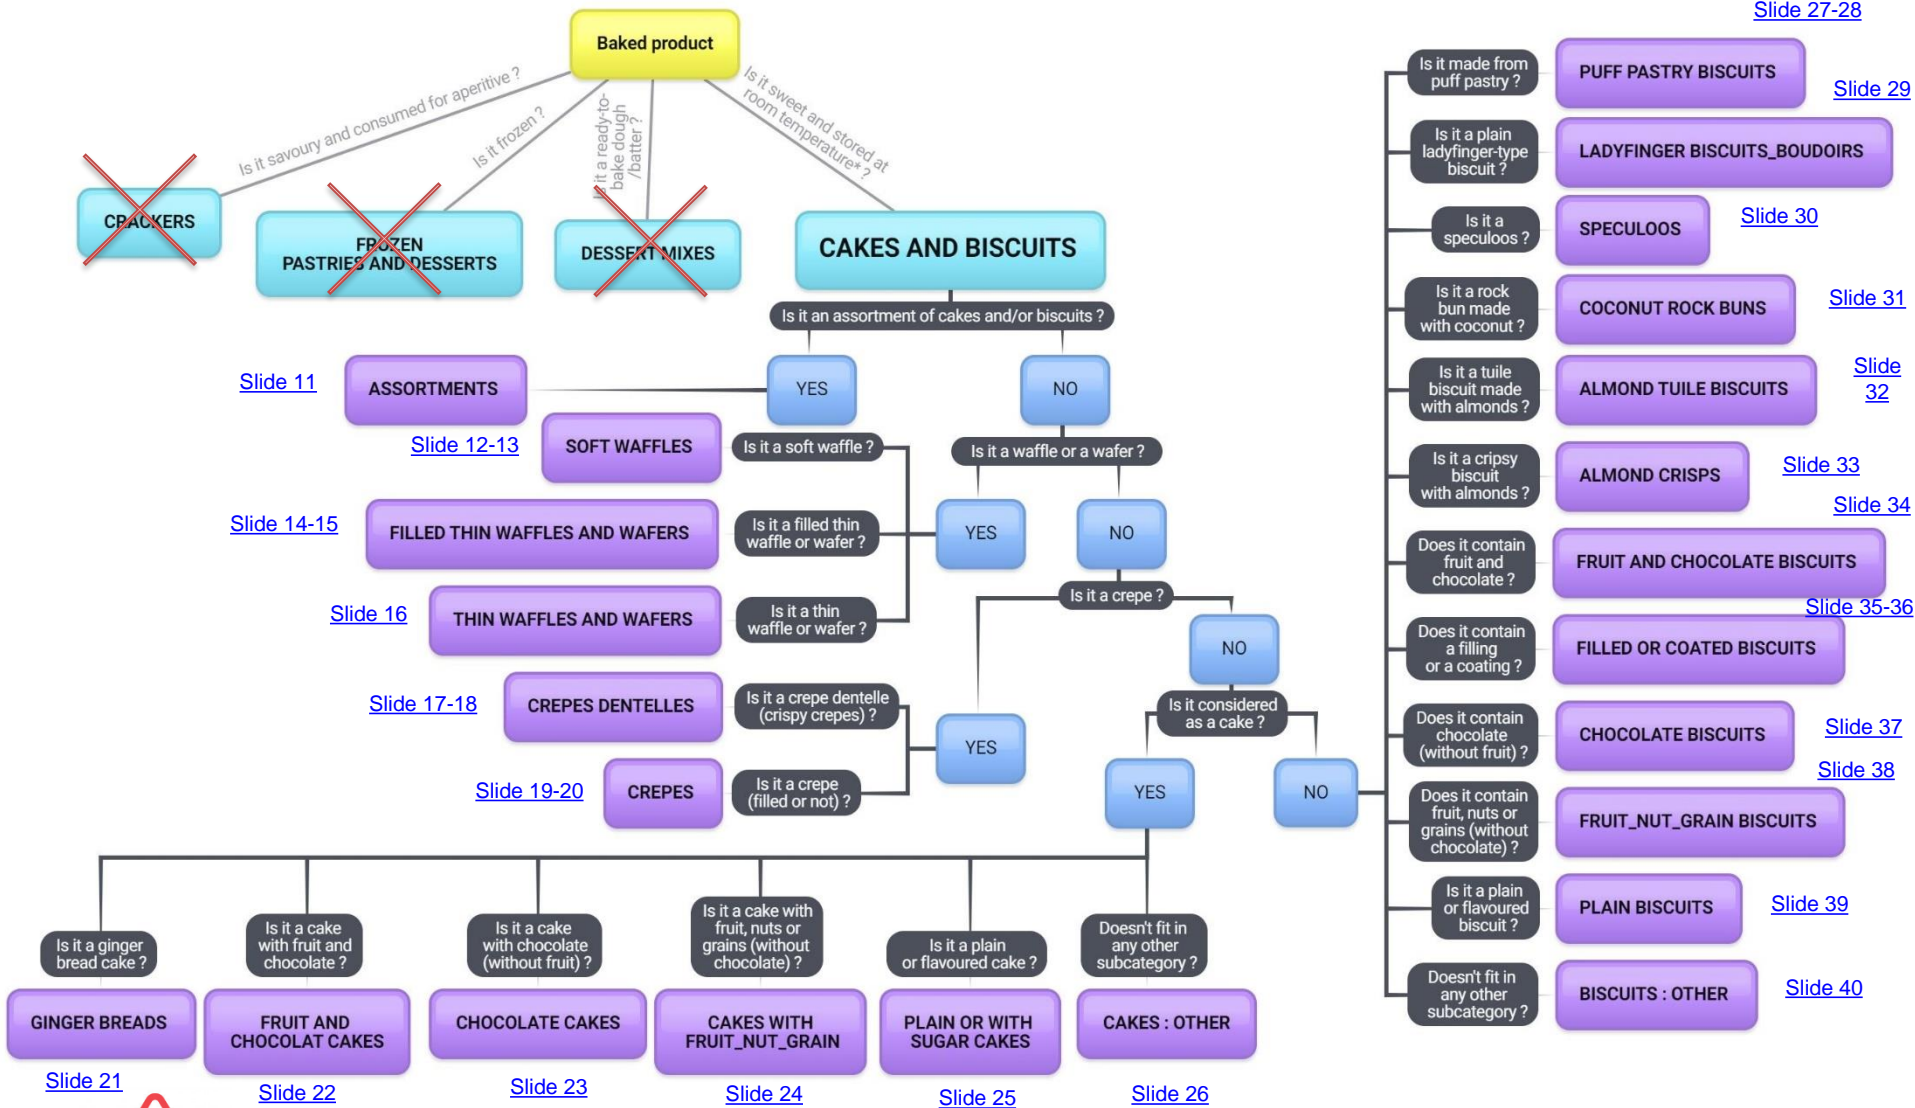 Baked product
Is it savoury and consumed for aperitive ?
Is it frozen ?
Is it a ready-to-
bake dough
/batter ?
Is it sweet and stored at
room temperature* ?
CRACKERS
FROZEN
PASTRIES AND DESSERTS
DESSERT MIXES
CAKES AND BISCUITS
Is it an assortment of cakes and/or biscuits ?
Slide 11
ASSORTMENTS
YES
NO
Slide 12-13
SOFT WAFFLES
Is it a soft waffle ?
Is it a waffle or a wafer ?
Slide 14-15
FILLED THIN WAFFLES AND WAFERS
Is it a filled thin
waffle or wafer ?
YES
NO
Slide 16
THIN WAFFLES AND WAFERS
Is it a thin
waffle or wafer ?
Is it a crepe ?
NO
Slide 17-18
CREPES DENTELLES
Is it a crepe dentelle
(crispy crepes) ?
YES
Is it considered
as a cake ?
Slide 19-20
CREPES
Is it a crepe
(filled or not) ?
YES
NO
Is it a ginger
bread cake ?
Is it a cake
with fruit and
chocolate ?
Is it a cake
with chocolate
(without fruit) ?
Is it a cake with
fruit, nuts or
grains (without
chocolate) ?
Is it a plain
or flavoured cake ?
Doesn't fit in
any other
subcategory ?
GINGER BREADS
FRUIT AND
CHOCOLAT CAKES
CHOCOLATE CAKES
CAKES WITH
FRUIT_NUT_GRAIN
PLAIN OR WITH
SUGAR CAKES
CAKES : OTHER
Slide 21
Slide 22
Slide 23
Slide 24
Slide 25
Slide 26
Slide 27-28
Is it made from
puff pastry ?
PUFF PASTRY BISCUITS
Slide 29
Is it a plain
ladyfinger-type
biscuit ?
LADYFINGER BISCUITS_BOUDOIRS
Is it a
speculoos ?
SPECULOOS
Slide 30
Is it a rock
bun made
with coconut ?
COCONUT ROCK BUNS
Slide 31
Is it a tuile
biscuit made
with almonds ?
ALMOND TUILE BISCUITS
Slide
32
Is it a cripsy
biscuit
with almonds ?
ALMOND CRISPS
Slide 33
Slide 34
Does it contain
fruit and
chocolate ?
FRUIT AND CHOCOLATE BISCUITS
Slide 35-36
Does it contain
a filling
or a coating ?
FILLED OR COATED BISCUITS
Does it contain
chocolate
(without fruit) ?
CHOCOLATE BISCUITS
Slide 37
Slide 38
Does it contain
fruit, nuts or
grains (without
chocolate) ?
FRUIT_NUT_GRAIN BISCUITS
Is it a plain
or flavoured
biscuit ?
PLAIN BISCUITS
Slide 39
Doesn't fit in
any other
subcategory ?
BISCUITS : OTHER
Slide 40